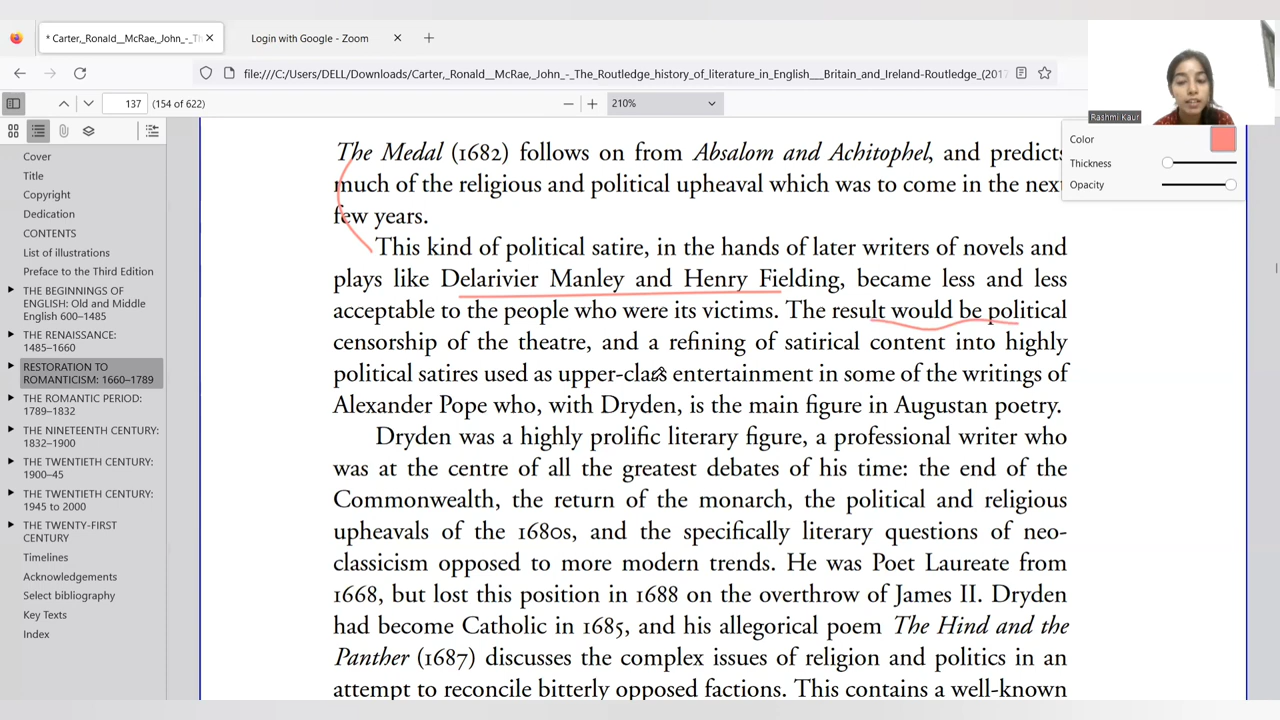 * Carter,_Ronald__McRae,_John_-_Th
Login with Google - Zoom
file:///C:/Users/DELL/Downloads/Carter,_Ronald__McRae,_John_-_The_Routledge_history_of_literature_in_English__Britain_and_Ireland-Routledge_(2017
137 (154 of 622)
210%
Rashmi Kaur
Color
Thickness
Opacity
Cover
Title
Copyright
Dedication
CONTENTS
List of illustrations
Preface to the Third Edition
THE BEGINNINGS OF
ENGLISH: Old and Middle
English 600–1485
THE RENAISSANCE:
1485–1660
RESTORATION TO
ROMANTICISM: 1660–1789
THE ROMANTIC PERIOD:
1789–1832
THE NINETEENTH CENTURY:
1832–1900
THE TWENTIETH CENTURY:
1900–45
THE TWENTIETH CENTURY:
1945 to 2000
THE TWENTY-FIRST
CENTURY
Timelines
Acknowledgements
Select bibliography
Key Texts
Index
The Medal (1682) follows on from Absalom and Achitophel, and predicts
much of the religious and political upheaval which was to come in the next
few years.
This kind of political satire, in the hands of later writers of novels and
plays like Delarivier Manley and Henry Fielding, became less and less
acceptable to the people who were its victims. The result would be political
censorship of the theatre, and a refining of satirical content into highly
political satires used as upper-class entertainment in some of the writings of
Alexander Pope who, with Dryden, is the main figure in Augustan poetry.
Dryden was a highly prolific literary figure, a professional writer who
was at the centre of all the greatest debates of his time: the end of the
Commonwealth, the return of the monarch, the political and religious
upheavals of the 1680s, and the specifically literary questions of neo-
classicism opposed to more modern trends. He was Poet Laureate from
1668, but lost this position in 1688 on the overthrow of James II. Dryden
had become Catholic in 1685, and his allegorical poem The Hind and the
Panther (1687) discusses the complex issues of religion and politics in an
attempt to reconcile bitterly opposed factions. This contains a well-known